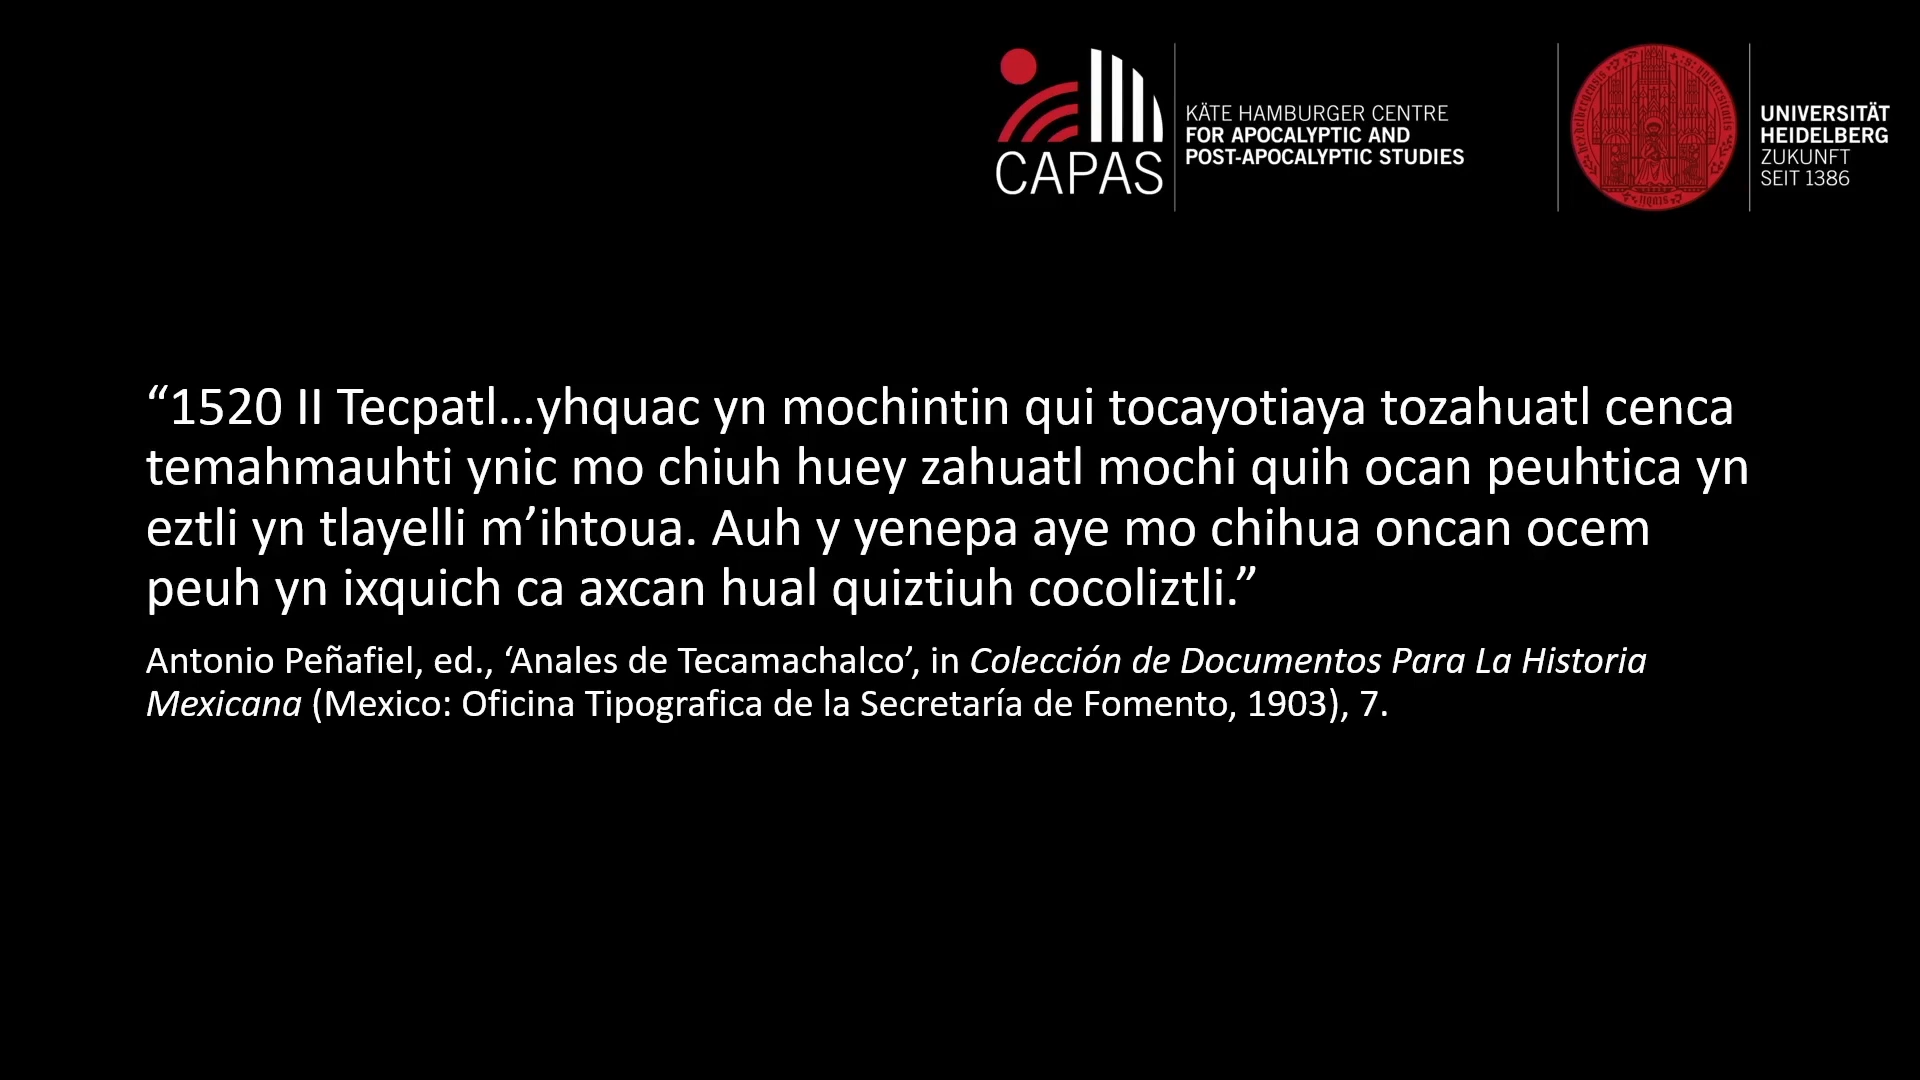 CAPAS
KÄTE HAMBURGER CENTRE
FOR APOCALYPTIC AND
POST-APOCALYPTIC STUDIES
UNIVERSITÄT
HEIDELBERG
ZUKUNFT
SEIT 1386
“1520 II Tecpatl…yhquac yn mochintin qui tocayotiaya tozahuatl cenca
temahmauhti ynic mo chiuh huey zahuatl mochi quih ocan peuhtica yn
eztli yn tlayelli m’ihtoua. Auh y yenepa aye mo chihua oncan ocem
peuh yn ixquich ca axcan hual quiztiuh cocoliztli.”
Antonio Peñafiel, ed., ‘Anales de Tecamachalco’, in Colección de Documentos Para La Historia
Mexicana (Mexico: Oficina Tipografica de la Secretaría de Fomento, 1903), 7.